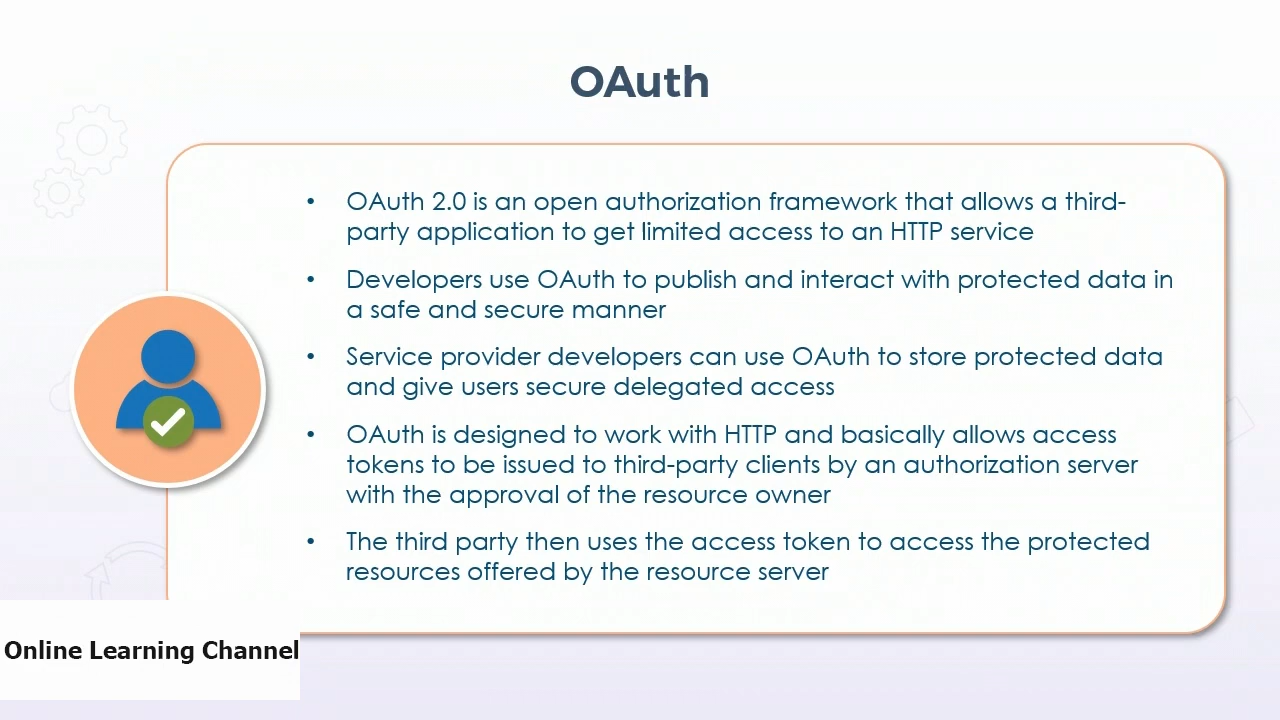 OAuth
• OAuth 2.0 is an open authorization framework that allows a third-
party application to get limited access to an HTTP service
• Developers use OAuth to publish and interact with protected data in
a safe and secure manner
• Service provider developers can use OAuth to store protected data
and give users secure delegated access
• OAuth is designed to work with HTTP and basically allows access
tokens to be issued to third-party clients by an authorization server
with the approval of the resource owner
• The third party then uses the access token to access the protected
resources offered by the resource server
Online Learning Channel